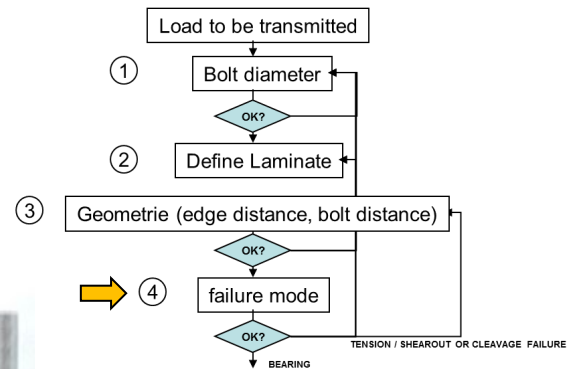 Load to be transmitted
1
Bolt diameter
OK?
2
Define Laminate
3
Geometrie (edge distance, bolt distance)
OK?
4
failure mode
OK?
TENSION / SHEAROUT OR CLEAVAGE FAILURE
BEARING